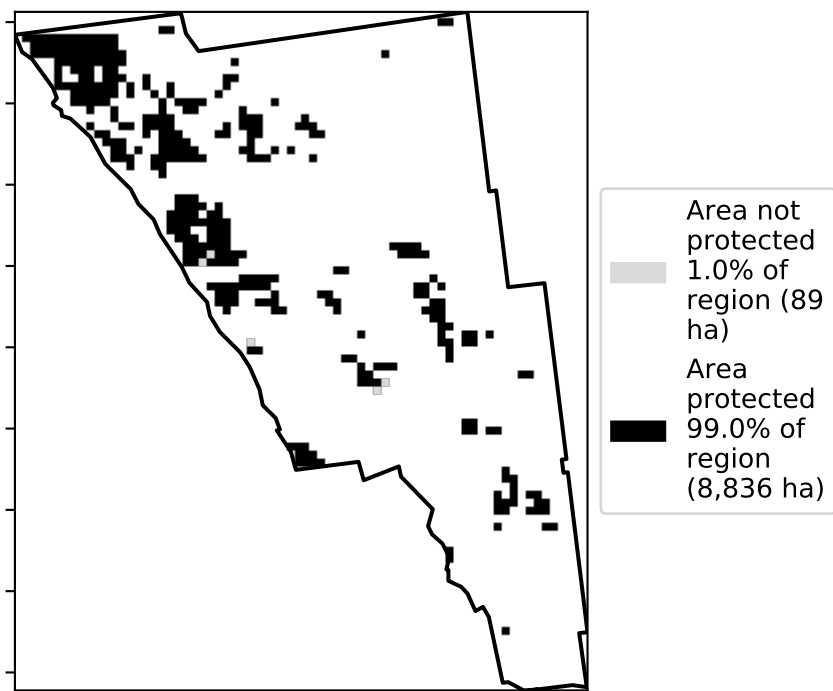 Area not
protected
1.0% of
region (89
ha)
Area
protected
99.0% of
region
(8,836 ha)